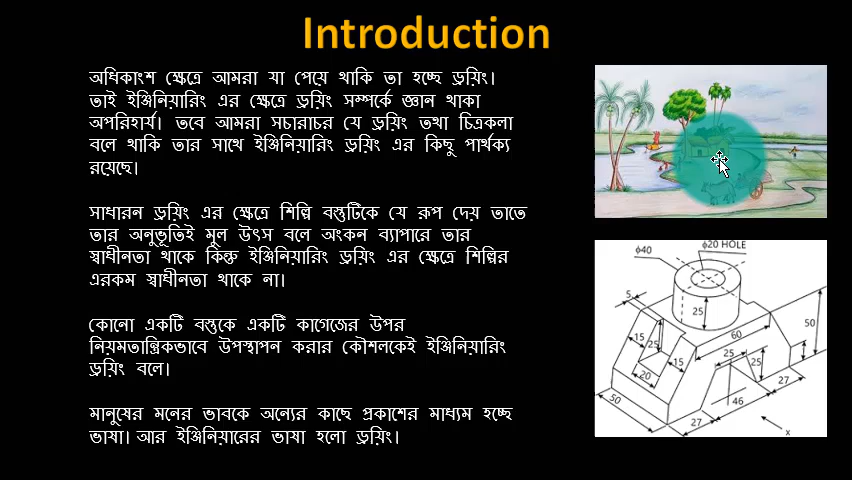 Introduction
অধিকাংশ ক্ষেত্রে আমরা যা পেয়ে থাকি তা হচ্ছে ড্রয়িং।
তাই ইঞ্জিনিয়ারিং এর ক্ষেত্রে ড্রয়িং সম্পর্কে জ্ঞান থাকা
অপরিহার্য। তবে আমরা সচারাচর যে ড্রয়িং তথা চিত্রকলা
বলে থাকি তার সাথে ইঞ্জিনিয়ারিং ড্রয়িং এর কিছু পার্থক্য
রয়েছে।
সাধারন ড্রয়িং এর ক্ষেত্রে শিল্পি বস্তুটিকে যে রূপ দেয় তাতে
তার অনুভূতিই মুল উৎস বলে অংকন ব্যাপারে তার
স্বাধীনতা থাকে কিন্তু ইঞ্জিনিয়ারিং ড্রয়িং এর ক্ষেত্রে শিল্পির
এরকম স্বাধীনতা থাকে না।
কোনো একটি বস্তুকে একটি কাগেজের উপর
নিয়মতান্ত্রিকভাবে উপস্থাপন করার কৌশলকেই ইঞ্জিনিয়ারিং
ড্রয়িং বলে।
মানুষের মনের ভাবকে অন্যের কাছে প্রকাশের মাধ্যম হচ্ছে
ভাষা। আর ইঞ্জিনিয়ারের ভাষা হলো ড্রয়িং।
ϕ40
ϕ20 HOLE
5
25
50
60
15
25
25
25
15
20
27
50
46
27
x